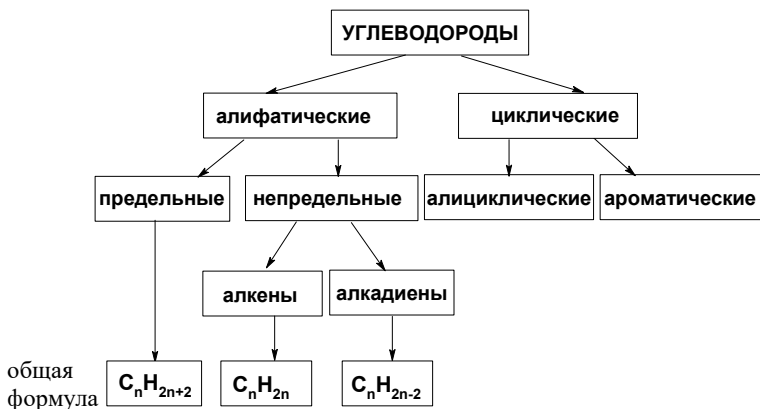 УГЛЕВОДОРОДЫ
алифатические
циклические
предельные
непредельные
алициклические
ароматические
алкены
алкадиены
общая
формула
CnH2n+2
CnH2n
CnH2n-2